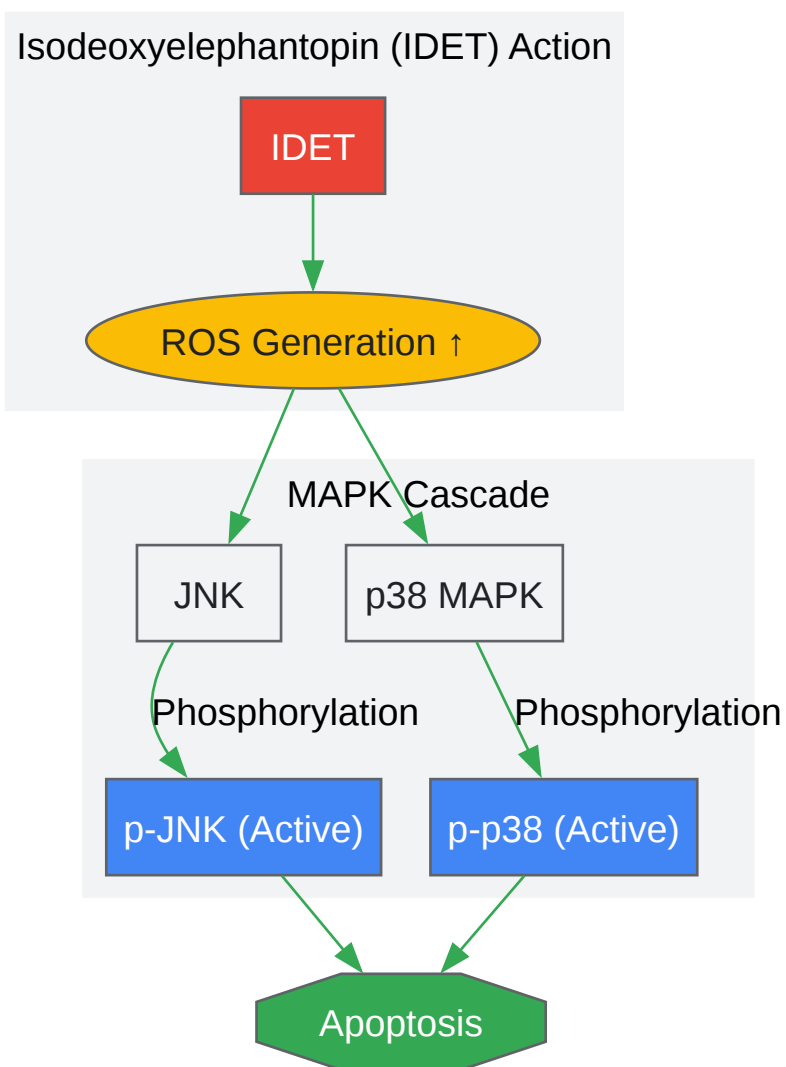 Isodeoxyelephantopin (IDET) Action
IDET
ROS Generation ↑
MAPK Cascade
JNK
p38 MAPK
Phosphorylation
Phosphorylation
p-JNK (Active)
p-p38 (Active)
Apoptosis